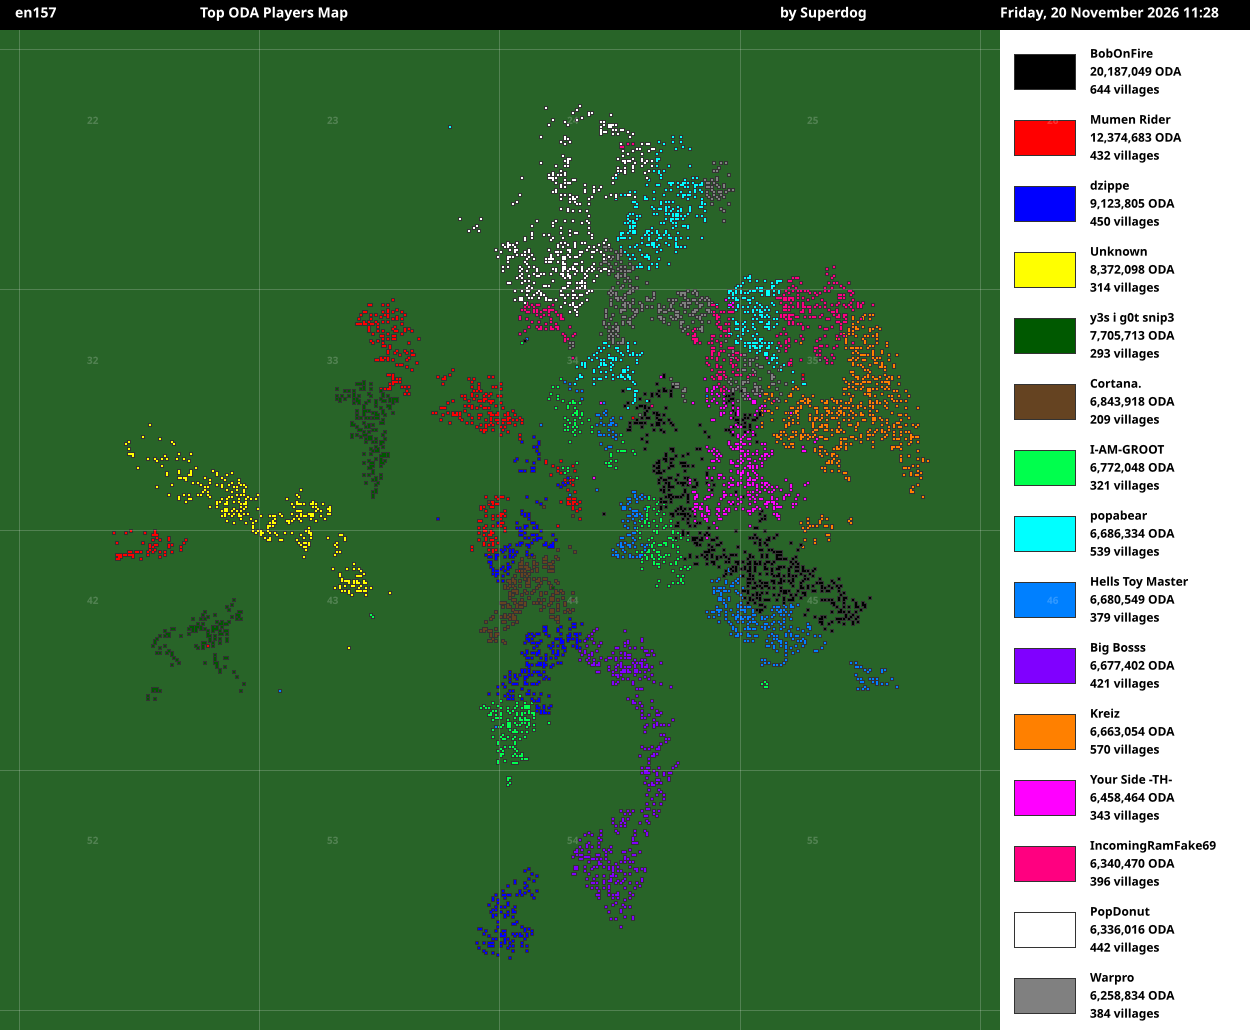 en157 Top ODA Players Map by Superdog Friday, 20 November 2026 11:28
BobOnFire
20,187,049 ODA
644 villages
22 23 25 26
Mumen Rider
12,374,683 ODA
432 villages
dzippe
9,123,805 ODA
450 villages
Unknown
8,372,098 ODA
314 villages
y3s i g0t snip3
7,705,713 ODA
293 villages
32 33 34 35
Cortana.
6,843,918 ODA
209 villages
I-AM-GROOT
6,772,048 ODA
321 villages
popabear
6,686,334 ODA
539 villages
Hells Toy Master
6,680,549 ODA
379 villages
42 43 44 45 46
Big Bosss
6,677,402 ODA
421 villages
Kreiz
6,663,054 ODA
570 villages
Your Side -TH-
6,458,464 ODA
343 villages
52 53 54 55
IncomingRamFake69
6,340,470 ODA
396 villages
PopDonut
6,336,016 ODA
442 villages
Warpro
6,258,834 ODA
384 villages